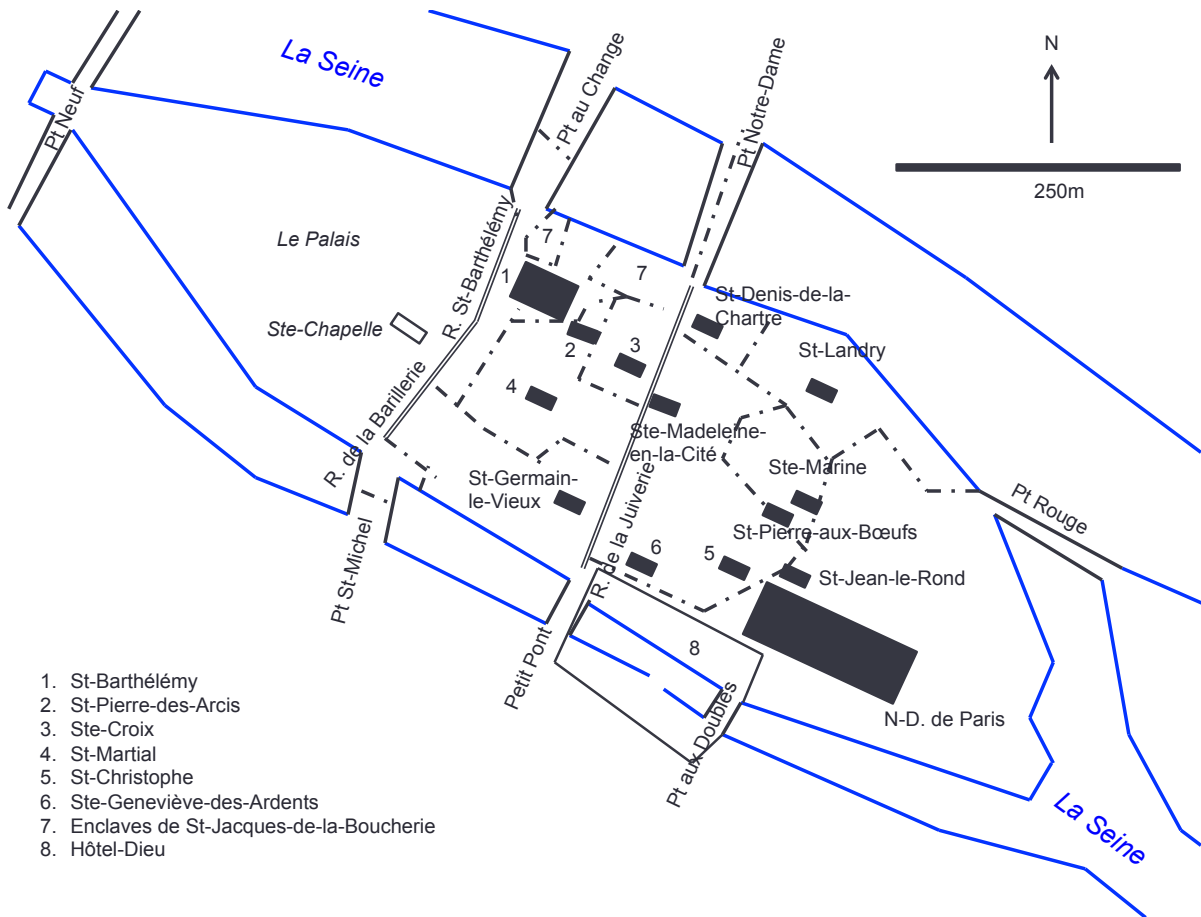 La Seine
Pt au Change
Pt Notre-Dame
N
250m
Pt Neuf
Le Palais
R. St-Barthélémy
7
1
7
St-Denis-de-la-
Chartre
Ste-Chapelle
2
3
St-Landry
4
R. de la Barillerie
Ste-Madeleine-
en-la-Cité
St-Germain-
le-Vieux
Ste-Marine
R. de la Juiverie
St-Pierre-aux-Bœufs
Pt Rouge
6
5
St-Jean-le-Rond
Pt St-Michel
Petit Pont
8
Pt aux Doubles
N-D. de Paris
La Seine
1. St-Barthélémy
2. St-Pierre-des-Arcis
3. Ste-Croix
4. St-Martial
5. St-Christophe
6. Ste-Geneviève-des-Ardents
7. Enclaves de St-Jacques-de-la-Boucherie
8. Hôtel-Dieu